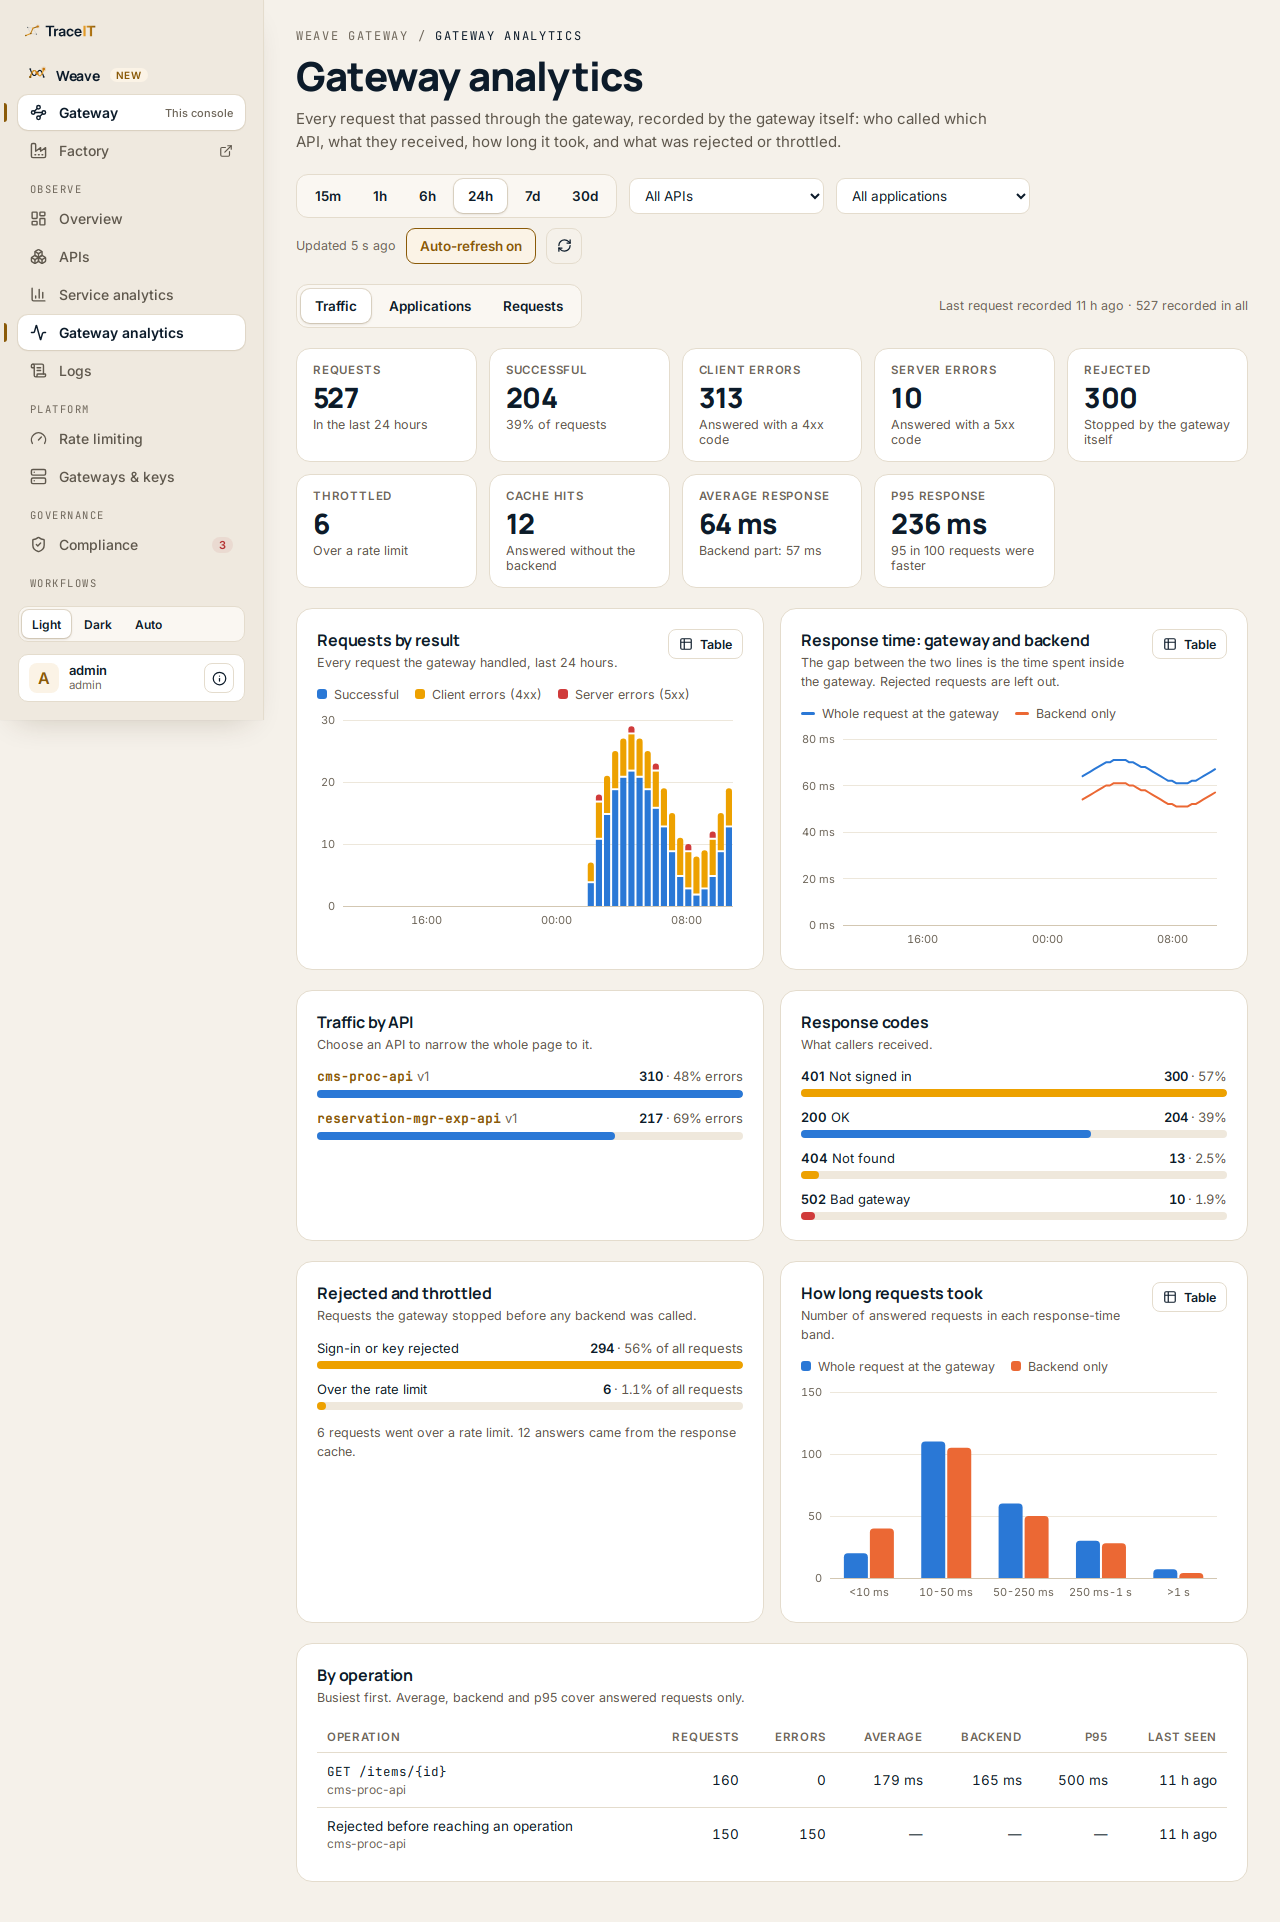 TraceIT
Weave NEW
Gateway This console
Factory
OBSERVE
Overview
APIs
Service analytics
Gateway analytics
Logs
PLATFORM
Rate limiting
Gateways & keys
GOVERNANCE
Compliance 3
WORKFLOWS
Light Dark Auto
A admin
admin
WEAVE GATEWAY / GATEWAY ANALYTICS
Gateway analytics
Every request that passed through the gateway, recorded by the gateway itself: who called which
API, what they received, how long it took, and what was rejected or throttled.
15m 1h 6h 24h 7d 30d All APIs All applications
Updated 5 s ago Auto-refresh on
Traffic Applications Requests Last request recorded 11 h ago · 527 recorded in all
REQUESTS
527
In the last 24 hours
SUCCESSFUL
204
39% of requests
CLIENT ERRORS
313
Answered with a 4xx
code
SERVER ERRORS
10
Answered with a 5xx
code
REJECTED
300
Stopped by the gateway
itself
THROTTLED
6
Over a rate limit
CACHE HITS
12
Answered without the
backend
AVERAGE RESPONSE
64 ms
Backend part: 57 ms
P95 RESPONSE
236 ms
95 in 100 requests were
faster
Requests by result Table
Every request the gateway handled, last 24 hours.
Successful Client errors (4xx) Server errors (5xx)
30
20
10
0
16:00 00:00 08:00
Response time: gateway and backend Table
The gap between the two lines is the time spent inside
the gateway. Rejected requests are left out.
Whole request at the gateway Backend only
80 ms
60 ms
40 ms
20 ms
0 ms
16:00 00:00 08:00
Traffic by API
Choose an API to narrow the whole page to it.
cms-proc-api v1 310 · 48% errors
reservation-mgr-exp-api v1 217 · 69% errors
Response codes
What callers received.
401 Not signed in 300 · 57%
200 OK 204 · 39%
404 Not found 13 · 2.5%
502 Bad gateway 10 · 1.9%
Rejected and throttled
Requests the gateway stopped before any backend was called.
Sign-in or key rejected 294 · 56% of all requests
Over the rate limit 6 · 1.1% of all requests
6 requests went over a rate limit. 12 answers came from the response
cache.
How long requests took Table
Number of answered requests in each response-time
band.
Whole request at the gateway Backend only
150
100
50
0
<10 ms 10-50 ms 50-250 ms 250 ms-1 s >1 s
By operation
Busiest first. Average, backend and p95 cover answered requests only.
OPERATION REQUESTS ERRORS AVERAGE BACKEND P95 LAST SEEN
GET /items/{id} 160 0 179 ms 165 ms 500 ms 11 h ago
cms-proc-api
Rejected before reaching an operation 150 150 — — — 11 h ago
cms-proc-api